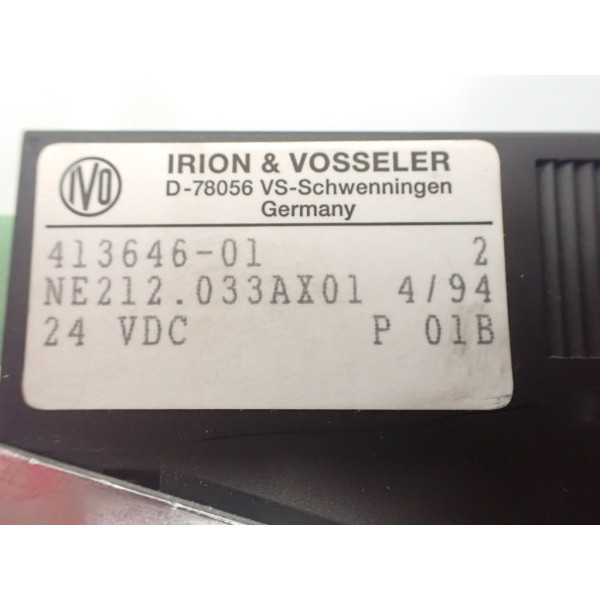 IVO
IRION & VOSSELER
D-78056 VS-Schwenningen
Germany
413646-01 2
NE212.033AX01 4/94
24 VDC P 01B